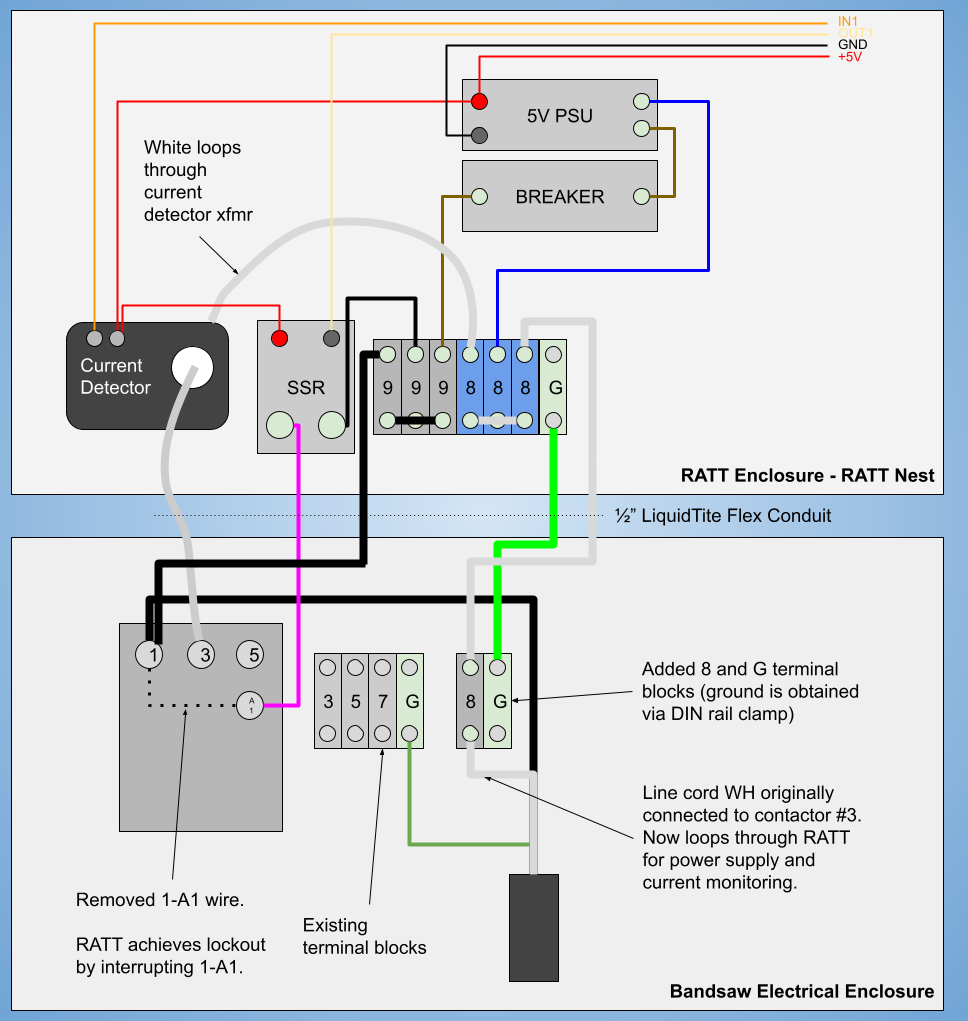 IN1
OUT1
GND
+5V
5V PSU
White loops
through
current
detector xfmr
BREAKER
Current
Detector
SSR
9 9 9 8 8 8 G
RATT Enclosure - RATT Nest
½” LiquidTite Flex Conduit
1 3 5
A
1
3 5 7 G
8 G
Added 8 and G terminal
blocks (ground is obtained
via DIN rail clamp)
Line cord WH originally
connected to contactor #3.
Now loops through RATT
for power supply and
current monitoring.
Removed 1-A1 wire.
RATT achieves lockout
by interrupting 1-A1.
Existing
terminal blocks
Bandsaw Electrical Enclosure